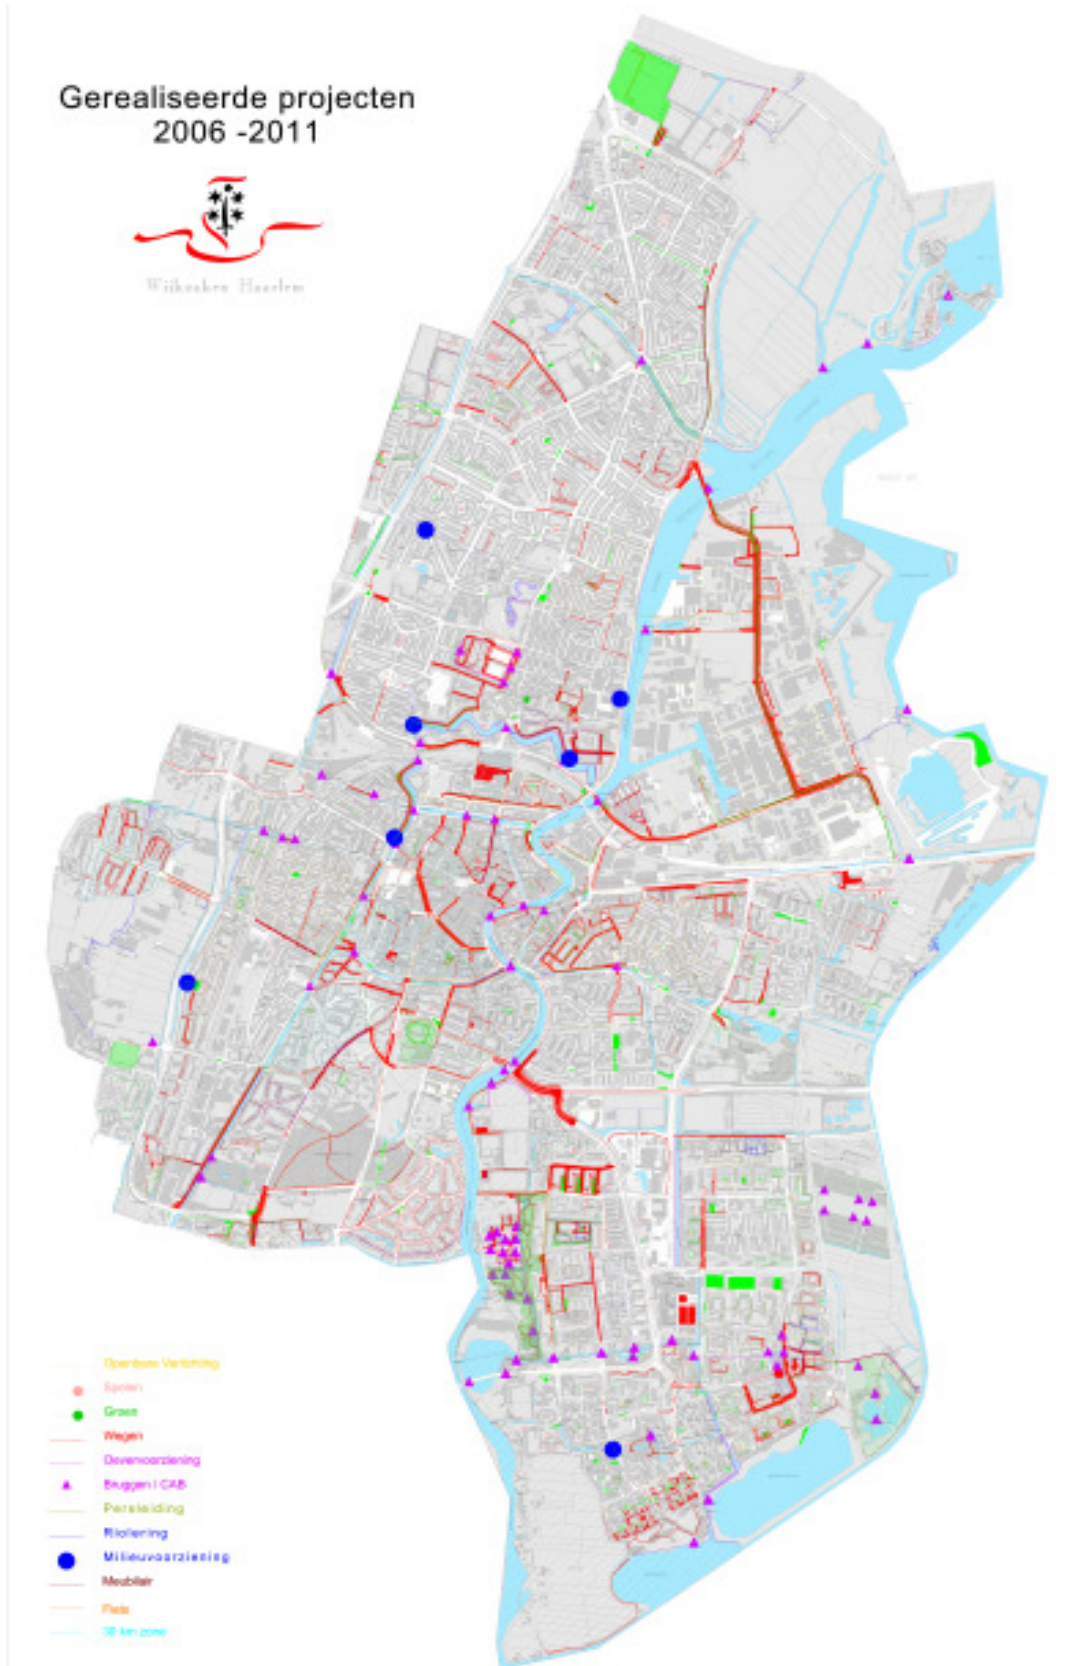 Gerealiseerde projecten
2006 -2011
Wijkzaken Haarlem
Openbare Verlichting
Spelen
Groen
Wegen
Oevervoorziening
Bruggen / CAB
Persleiding
Riolering
Milieuvoorziening
Meubilair
Fiets
30 km zone